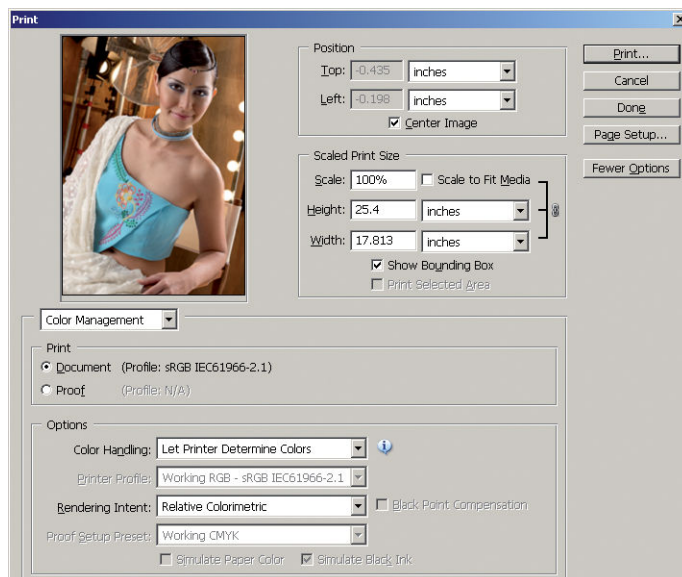 Print
Position
Top: -0.435 inches
Left: -0.198 inches
Center Image
Scaled Print Size
Scale: 100% Scale to Fit Media
Height: 25.4 inches
Width: 17.813 inches
Show Bounding Box
Print Selected Area
Print...
Cancel
Done
Page Setup...
Fewer Options
Color Management
Print
Document (Profile: sRGB IEC61966-2.1)
Proof (Profile: N/A)
Options
Color Handling: Let Printer Determine Colors
Printer Profile: Working RGB - sRGB IEC61966-2.1
Rendering Intent: Relative Colorimetric Black Point Compensation
Proof Setup Preset: Working CMYK
Simulate Paper Color Simulate Black Ink